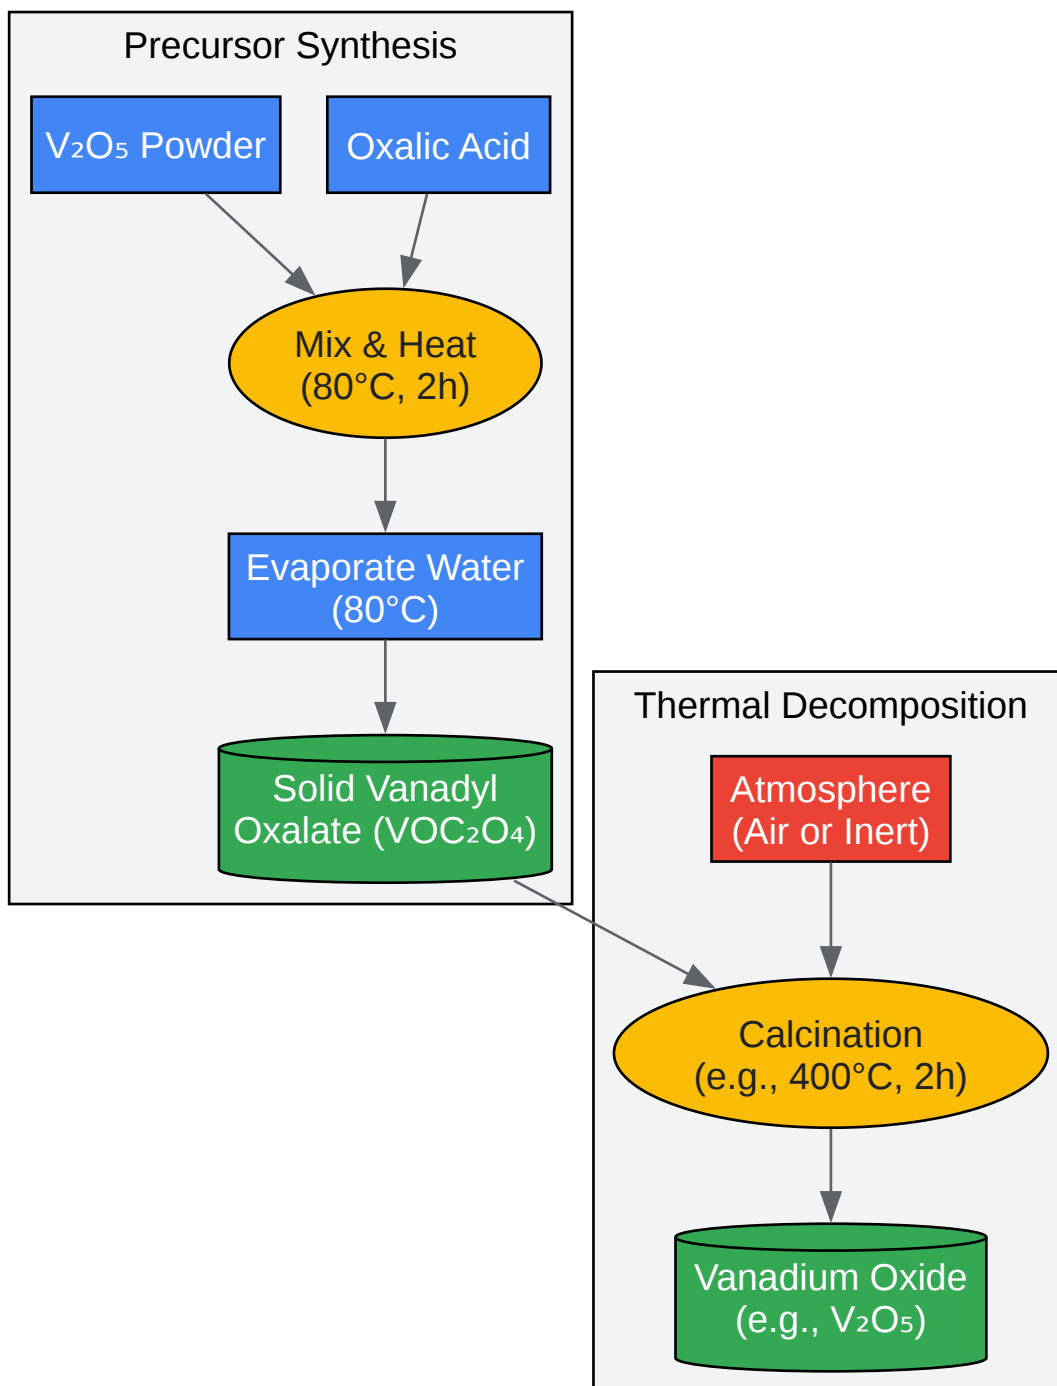 Precursor Synthesis
V₂O₅ Powder
Oxalic Acid
Mix & Heat
(80°C, 2h)
Evaporate Water
(80°C)
Solid Vanadyl
Oxalate (VOC₂O₄)
Thermal Decomposition
Atmosphere
(Air or Inert)
Calcination
(e.g., 400°C, 2h)
Vanadium Oxide
(e.g., V₂O₅)